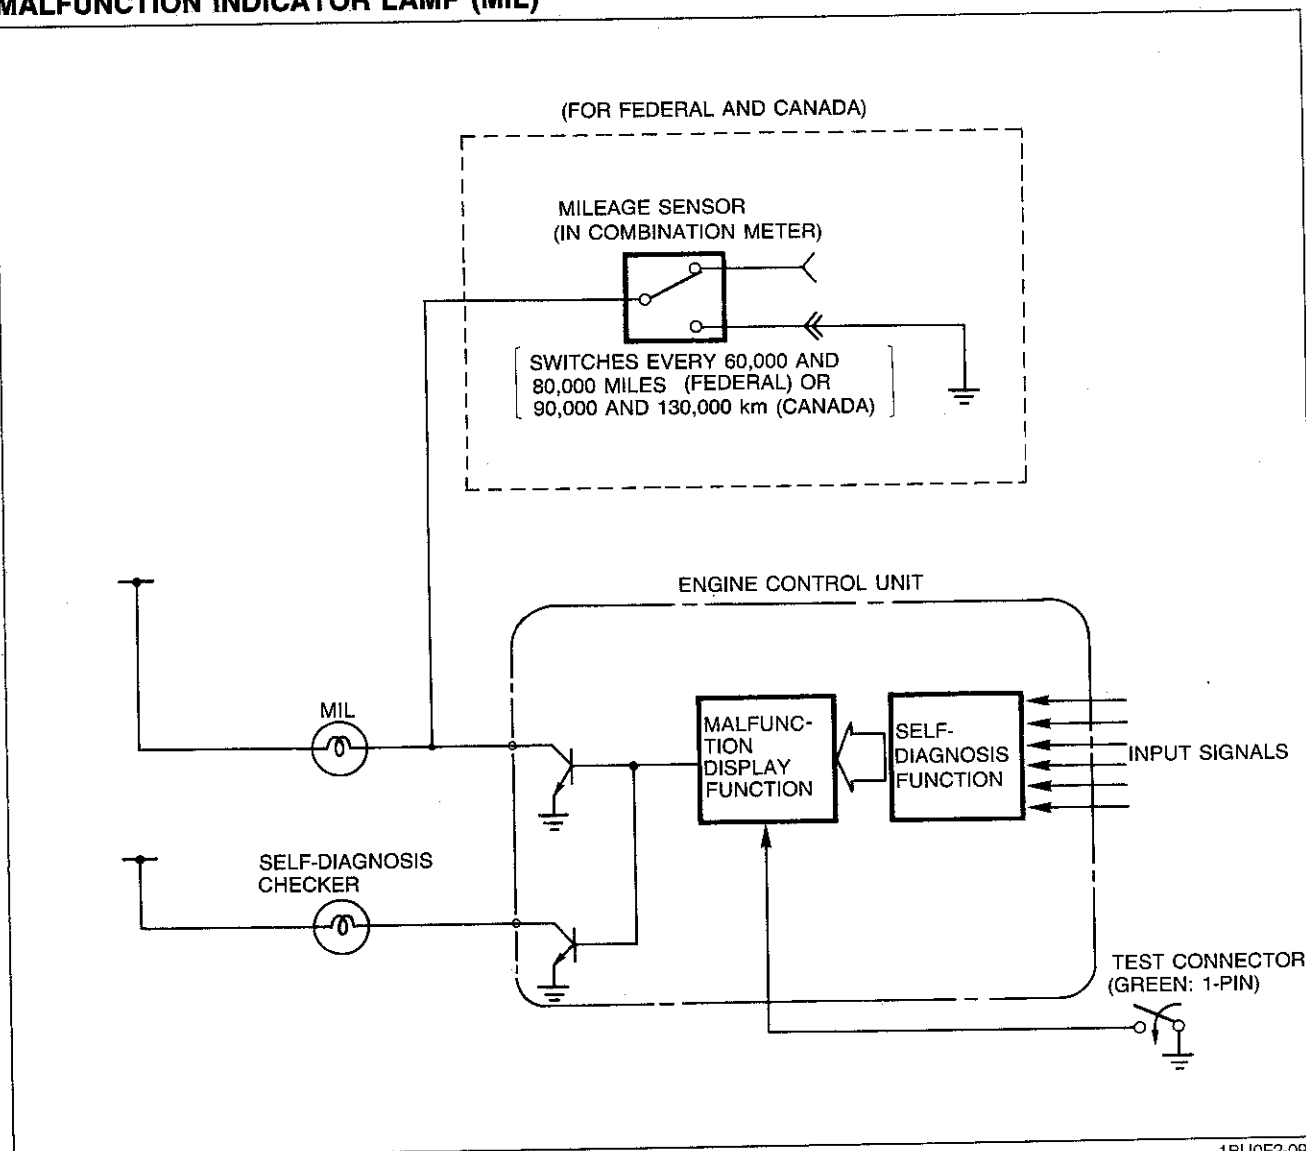 MALFUNCTION INDICATOR LAMP (MIL)
(FOR FEDERAL AND CANADA)
MILEAGE SENSOR
(IN COMBINATION METER)
SWITCHES EVERY 60,000 AND
80,000 MILES (FEDERAL) OR
90,000 AND 130,000 km (CANADA)
ENGINE CONTROL UNIT
MIL
MALFUNC-
TION
DISPLAY
FUNCTION
SELF-
DIAGNOSIS
FUNCTION
INPUT SIGNALS
SELF-DIAGNOSIS
CHECKER
TEST CONNECTOR
(GREEN: 1-PIN)